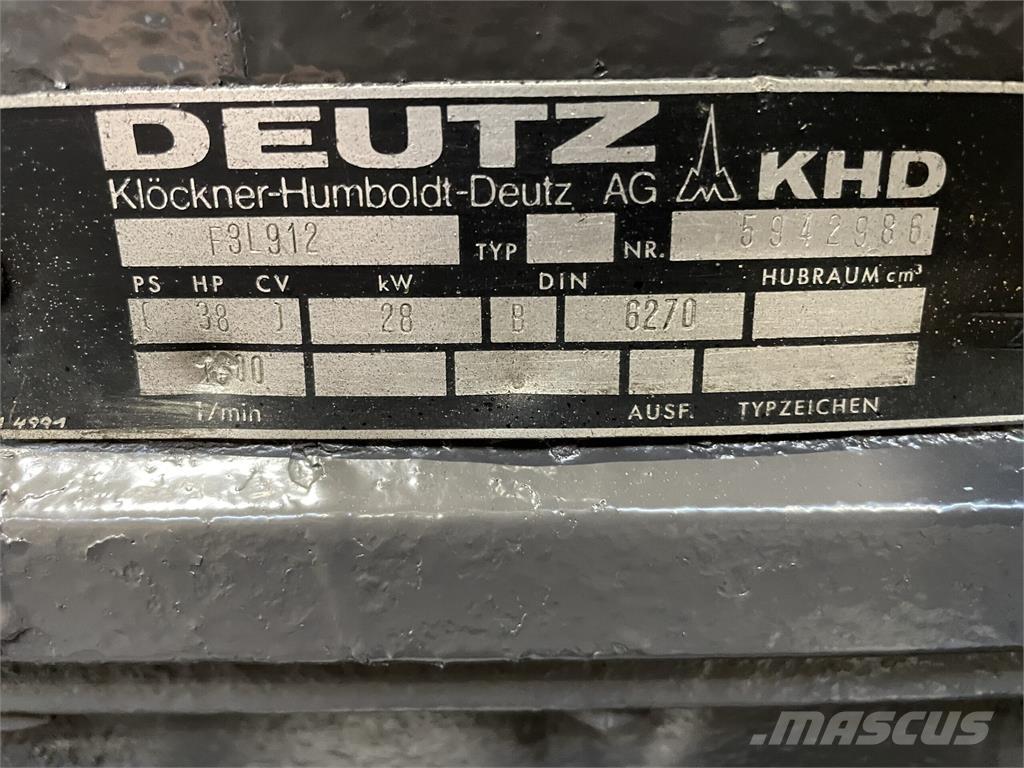 DEUTZ
Klöckner-Humboldt-Deutz AG KHD
F3L912 TYP NR. 5942986
PS HP CV kW DIN HUBRAUM cm³
[ 38 ] 28 B 6270
1/min AUSF. TYPZEICHEN
4991
MASCUS